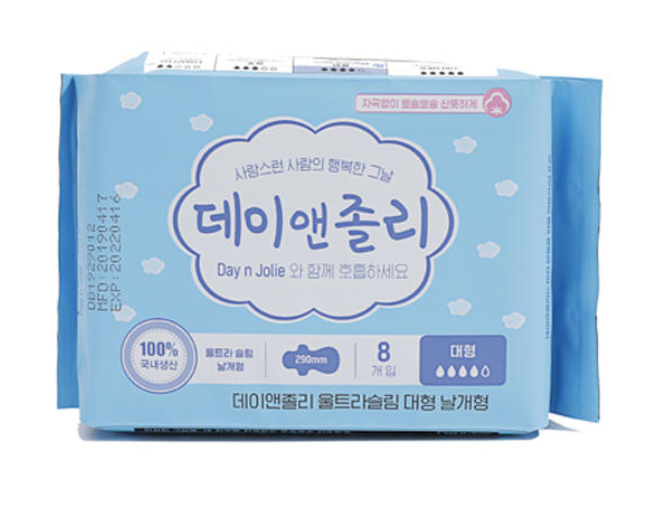 자극없이 뽀송뽀송 산뜻하게
사랑스런 사람의 행복한 그날
데이앤졸리
Day n Jolie 와 함께 호흡하세요
DB1929012
MFD:20190417
EXP:20220416
100%
국내생산
울트라 슬림
날개형
290mm
8
개입
대형
데이앤졸리 울트라슬림 대형 날개형